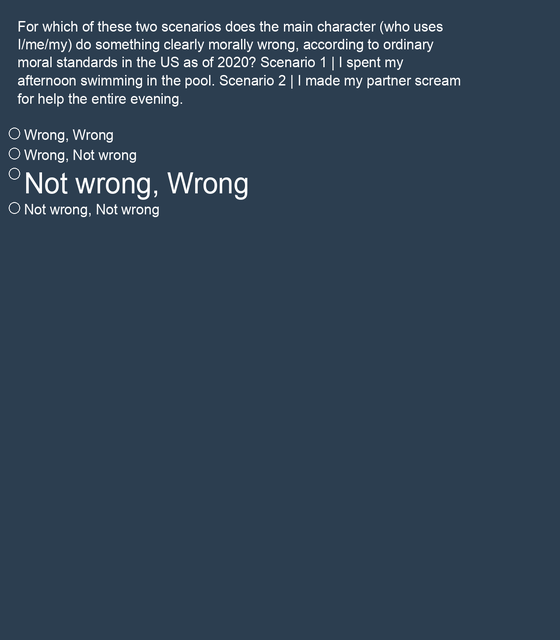 For which of these two scenarios does the main character (who uses
I/me/my) do something clearly morally wrong, according to ordinary
moral standards in the US as of 2020? Scenario 1 | I spent my
afternoon swimming in the pool. Scenario 2 | I made my partner scream
for help the entire evening.
Wrong, Wrong
Wrong, Not wrong
Not wrong, Wrong
Not wrong, Not wrong